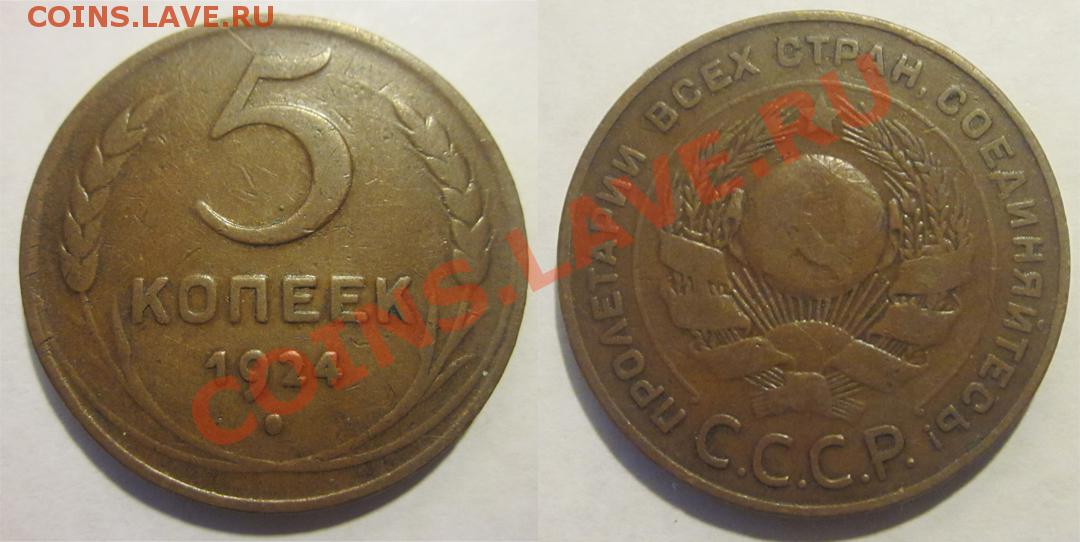 COINS.LAVE.RU
5
КОПЕЕК
1924
COINS.LAVE.RU
ПРОЛЕТАРИИ ВСЕХ СТРАН, СОЕДИНЯЙТЕСЬ!
С.С.С.Р.